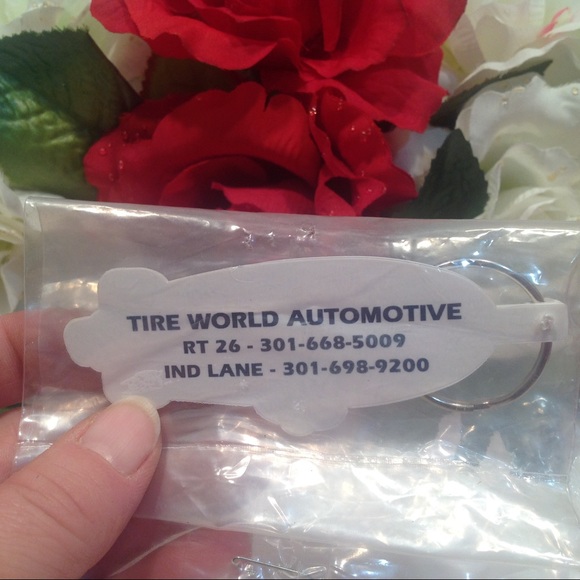 TIRE WORLD AUTOMOTIVE
RT 26 - 301-668-5009
IND LANE - 301-698-9200